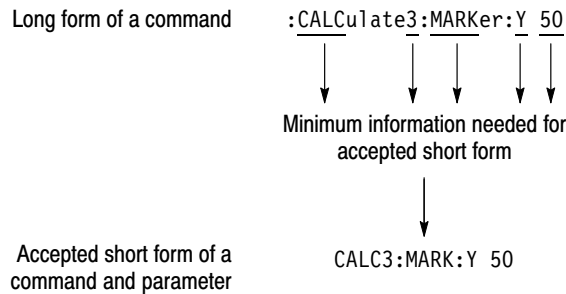 Long form of a command :CALCulate3:MARKer:Y 50
Minimum information needed for
accepted short form
Accepted short form of a CALC3:MARK:Y 50
command and parameter